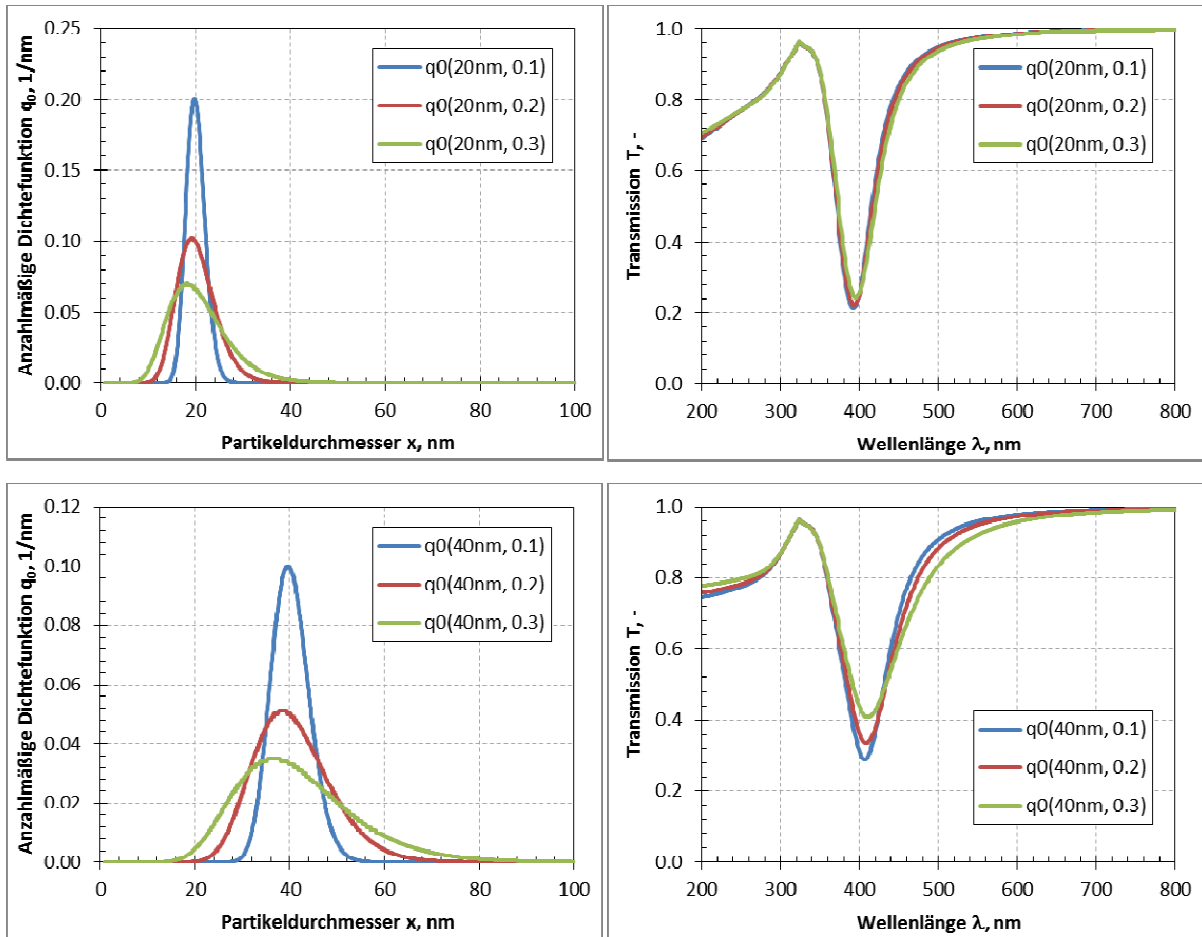 Anzahlmäßige Dichtefunktion q0, 1/nm
0.25
0.20
0.15
0.10
0.05
0.00
0 20 40 60 80 100
Partikeldurchmesser x, nm
q0(20nm, 0.1)
q0(20nm, 0.2)
q0(20nm, 0.3)
Transmission T, -
1.0
0.8
0.6
0.4
0.2
0.0
200 300 400 500 600 700 800
Wellenlänge λ, nm
q0(20nm, 0.1)
q0(20nm, 0.2)
q0(20nm, 0.3)
Anzahlmäßige Dichtefunktion q0, 1/nm
0.12
0.10
0.08
0.06
0.04
0.02
0.00
0 20 40 60 80 100
Partikeldurchmesser x, nm
q0(40nm, 0.1)
q0(40nm, 0.2)
q0(40nm, 0.3)
Transmission T, -
1.0
0.8
0.6
0.4
0.2
0.0
200 300 400 500 600 700 800
Wellenlänge λ, nm
q0(40nm, 0.1)
q0(40nm, 0.2)
q0(40nm, 0.3)